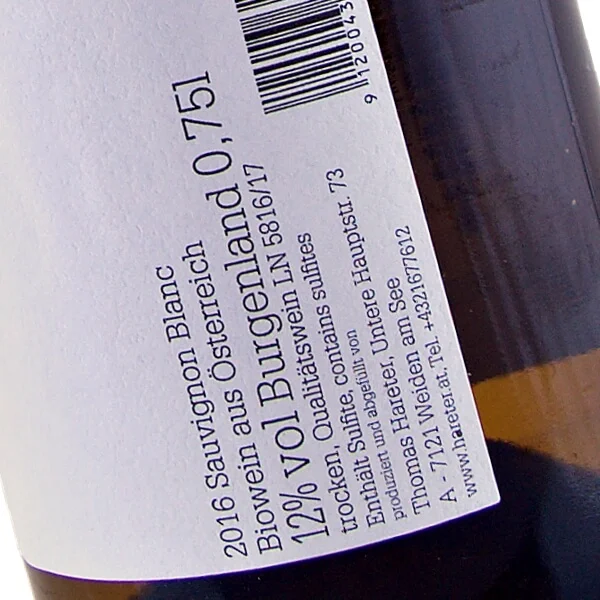 2016 Sauvignon Blanc
Biowein aus Österreich
12% vol Burgenland 0,75l
trocken, Qualitätswein LN 5816/17
Enthält Sulfite, contains sulfites
produziert und abgefüllt von
Thomas Hareter, Untere Hauptstr. 73
A - 7121 Weiden am See
www.hareter.at, Tel. +4321677612
9 120043